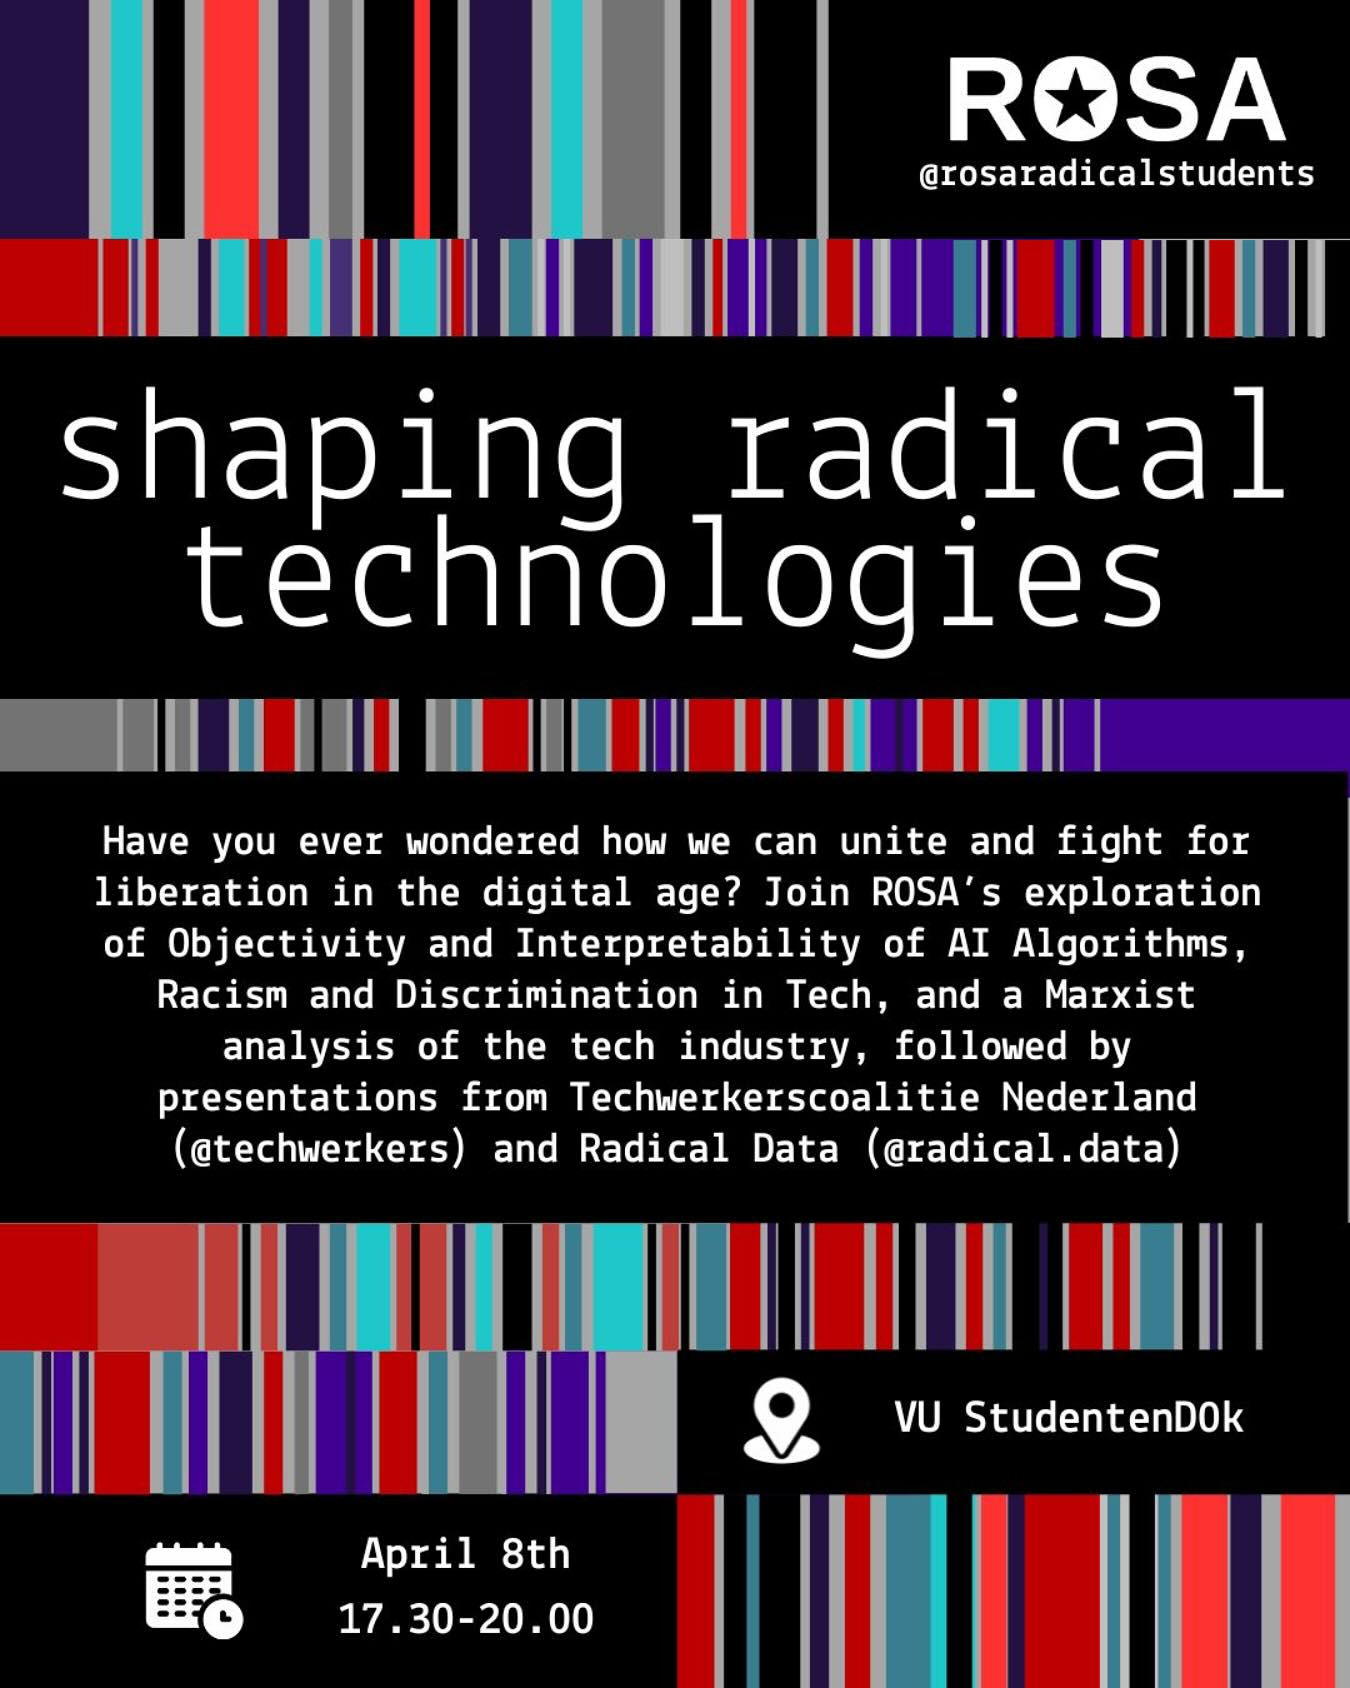 ROSA
@rosaradicalstudents
shaping radical
technologies
Have you ever wondered how we can unite and fight for
liberation in the digital age? Join ROSA’s exploration
of Objectivity and Interpretability of AI Algorithms,
Racism and Discrimination in Tech, and a Marxist
analysis of the tech industry, followed by
presentations from Techwerkerscoalitie Nederland
(@techwerkers) and Radical Data (@radical.data)
VU StudentenDOk
April 8th
17.30-20.00